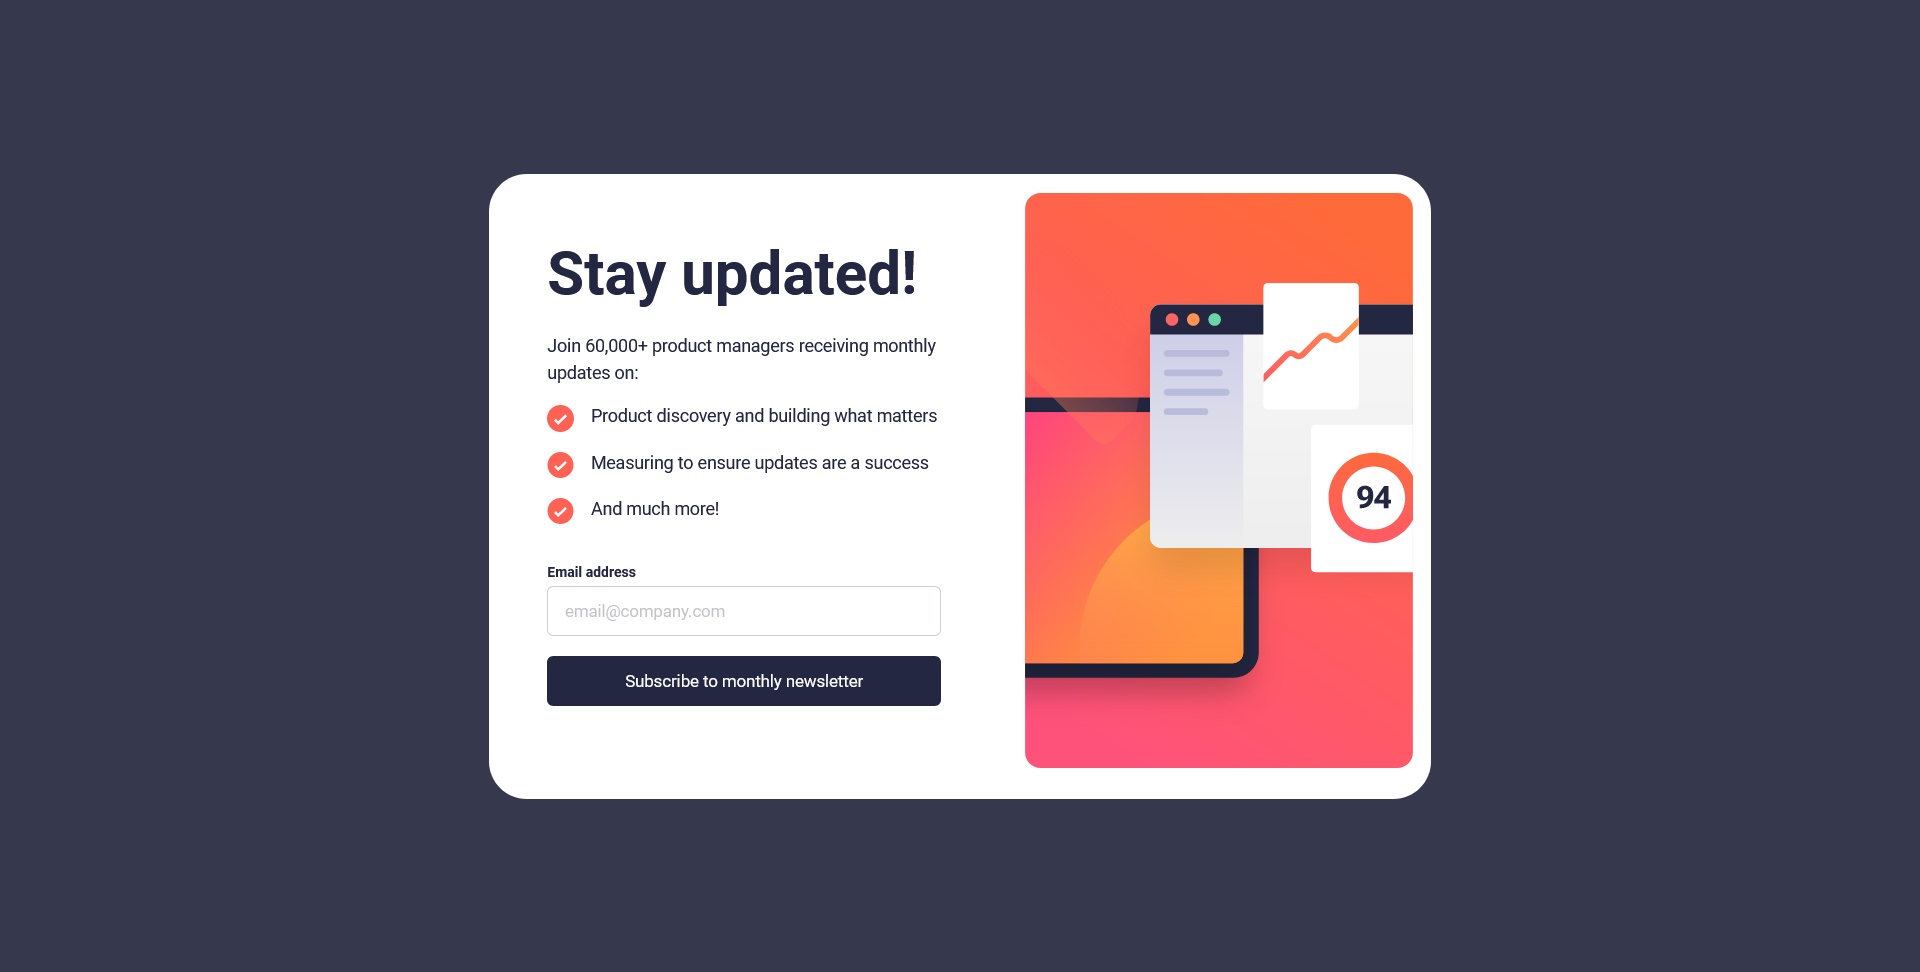 Stay updated!
Join 60,000+ product managers receiving monthly
updates on:
Product discovery and building what matters
Measuring to ensure updates are a success
And much more!
Email address
email@company.com
Subscribe to monthly newsletter
94